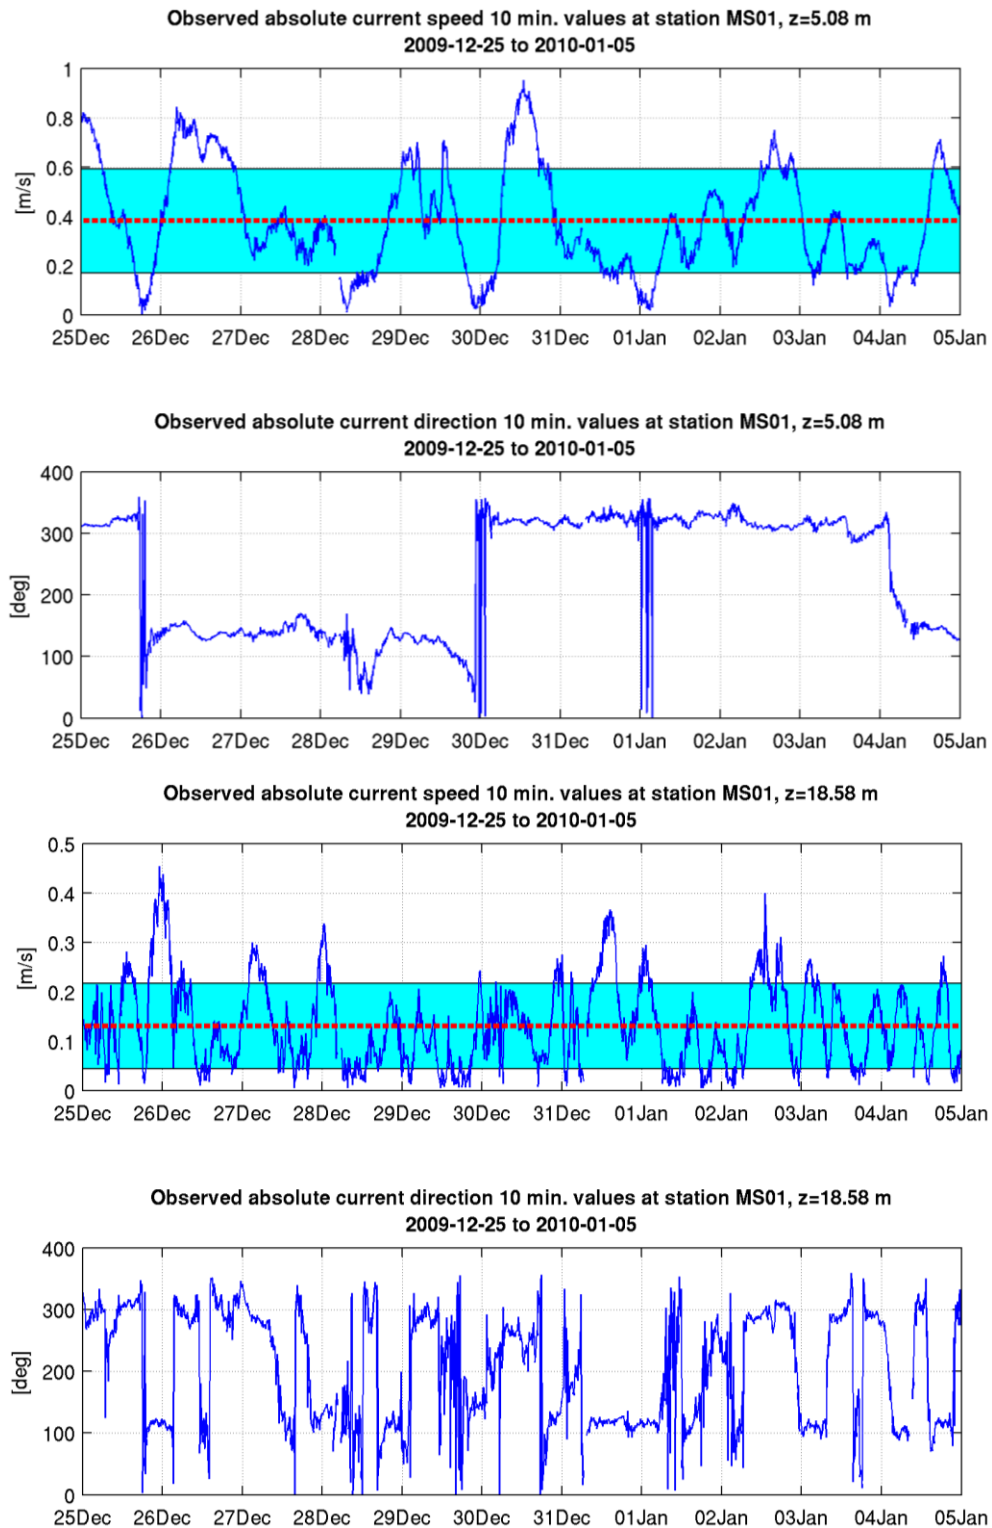 Observed absolute current speed 10 min. values at station MS01, z=5.08 m
2009-12-25 to 2010-01-05
1
0.8
0.6
0.4
0.2
0
[m/s]
25Dec 26Dec 27Dec 28Dec 29Dec 30Dec 31Dec 01Jan 02Jan 03Jan 04Jan 05Jan
Observed absolute current direction 10 min. values at station MS01, z=5.08 m
2009-12-25 to 2010-01-05
400
300
200
100
0
[deg]
25Dec 26Dec 27Dec 28Dec 29Dec 30Dec 31Dec 01Jan 02Jan 03Jan 04Jan 05Jan
Observed absolute current speed 10 min. values at station MS01, z=18.58 m
2009-12-25 to 2010-01-05
0.5
0.4
0.3
0.2
0.1
0
[m/s]
25Dec 26Dec 27Dec 28Dec 29Dec 30Dec 31Dec 01Jan 02Jan 03Jan 04Jan 05Jan
Observed absolute current direction 10 min. values at station MS01, z=18.58 m
2009-12-25 to 2010-01-05
400
300
200
100
0
[deg]
25Dec 26Dec 27Dec 28Dec 29Dec 30Dec 31Dec 01Jan 02Jan 03Jan 04Jan 05Jan